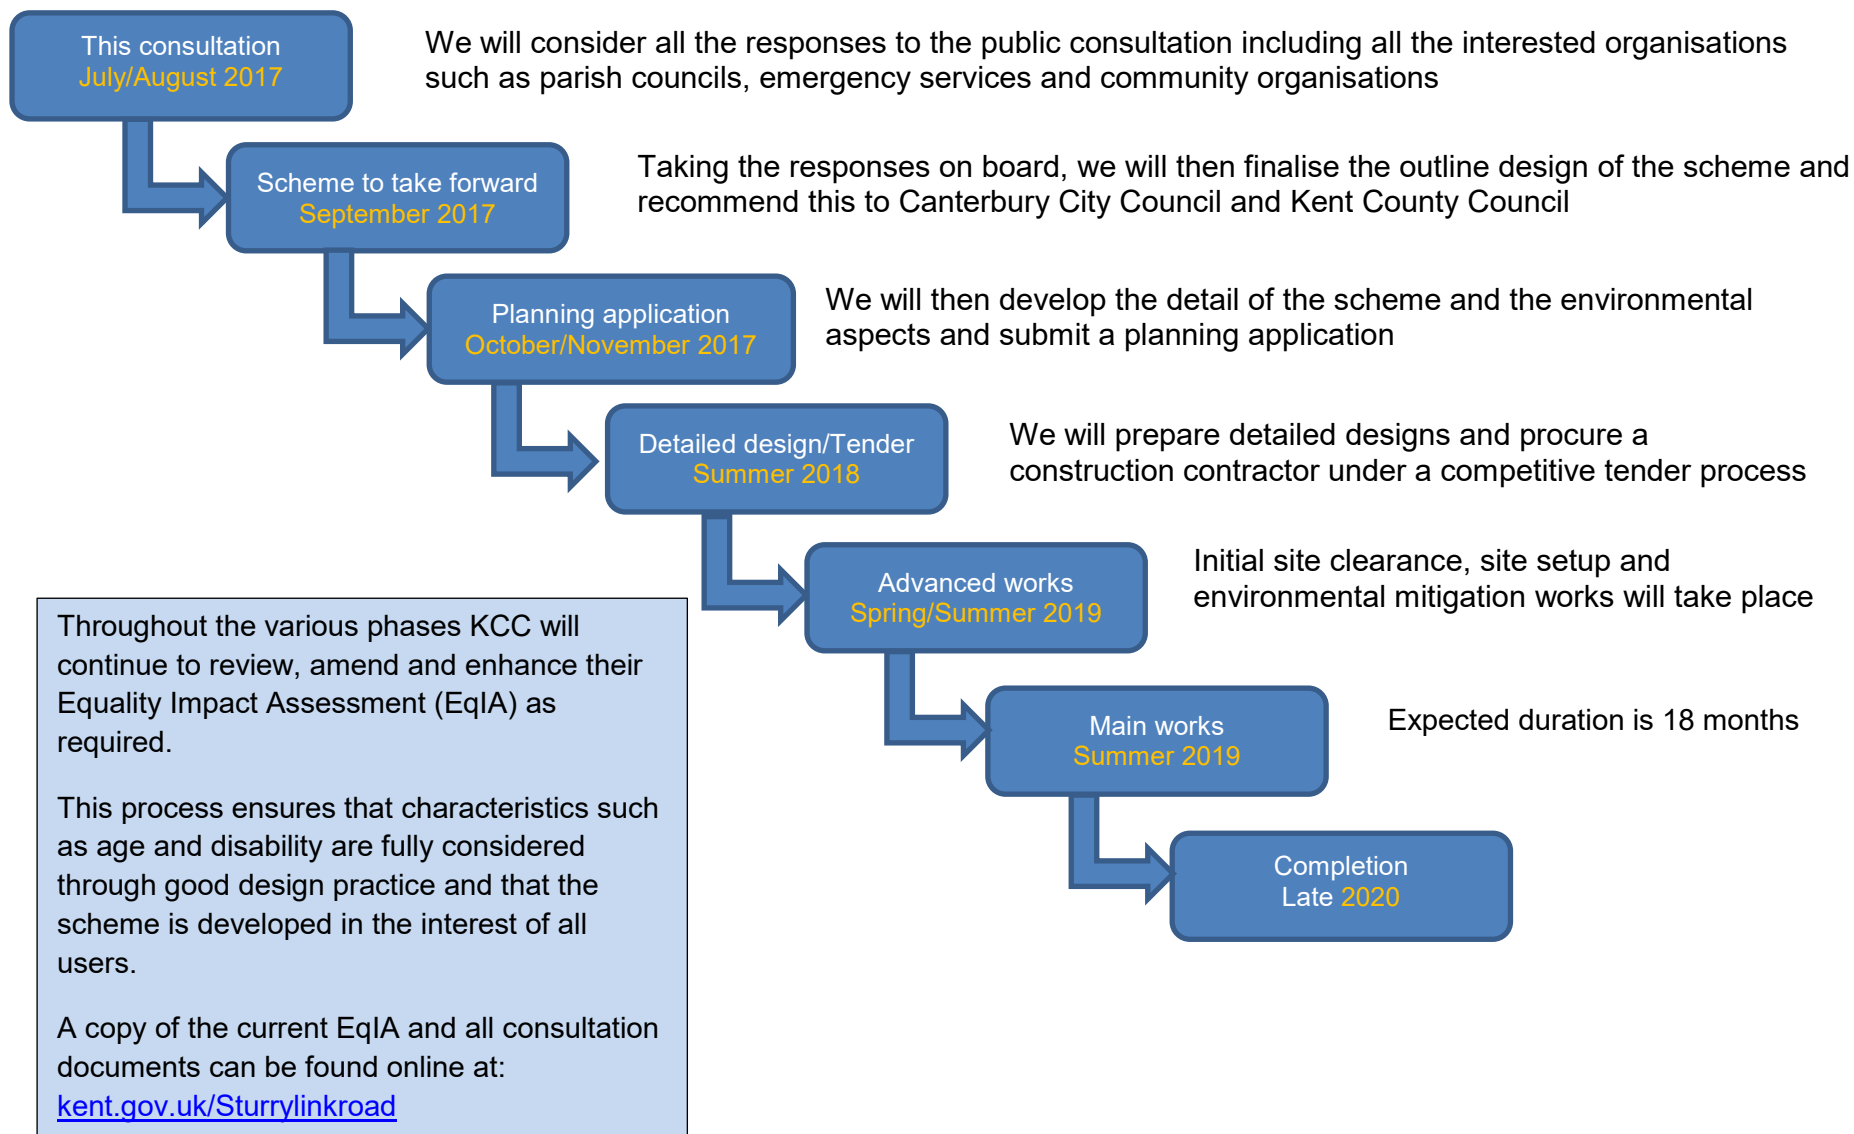 This consultation
July/August 2017
We will consider all the responses to the public consultation including all the interested organisations
such as parish councils, emergency services and community organisations
Scheme to take forward
September 2017
Taking the responses on board, we will then finalise the outline design of the scheme and
recommend this to Canterbury City Council and Kent County Council
Planning application
October/November 2017
We will then develop the detail of the scheme and the environmental
aspects and submit a planning application
Detailed design/Tender
Summer 2018
We will prepare detailed designs and procure a
construction contractor under a competitive tender process
Advanced works
Spring/Summer 2019
Initial site clearance, site setup and
environmental mitigation works will take place
Main works
Summer 2019
Expected duration is 18 months
Completion
Late 2020
Throughout the various phases KCC will
continue to review, amend and enhance their
Equality Impact Assessment (EqIA) as
required.
This process ensures that characteristics such
as age and disability are fully considered
through good design practice and that the
scheme is developed in the interest of all
users.
A copy of the current EqIA and all consultation
documents can be found online at:
kent.gov.uk/Sturrylinkroad